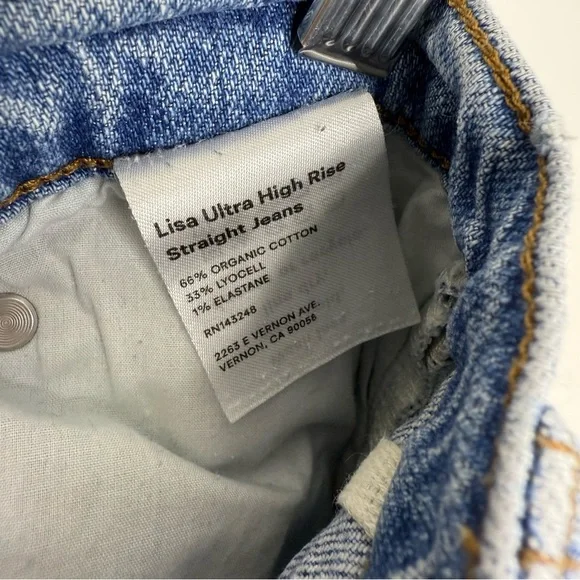 Lisa Ultra High Rise
Straight Jeans
66% ORGANIC COTTON
33% LYOCELL
1% ELASTANE
RN143248
2263 E VERNON AVE.
VERNON, CA 90058